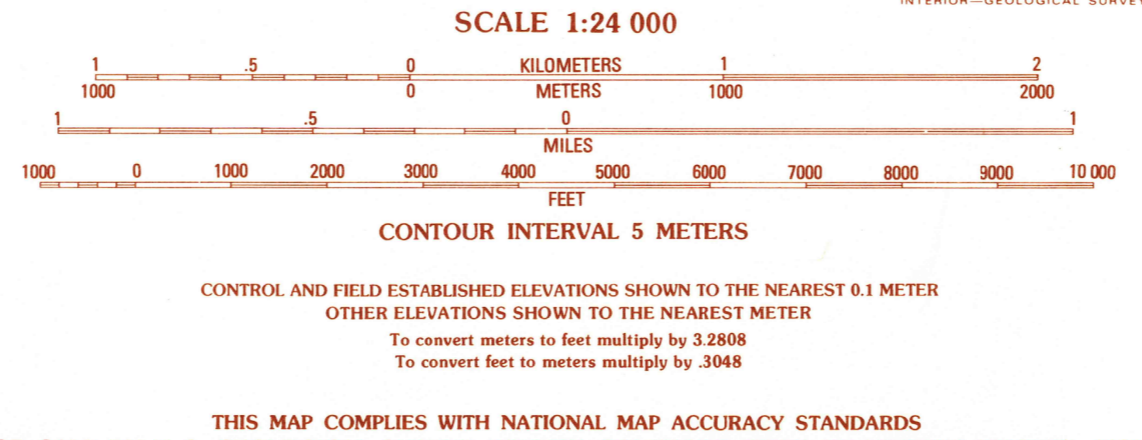 INTERIOR—GEOLOGICAL SURVEY
SCALE 1:24 000
1 .5 0 KILOMETERS 1 2
1000 0 METERS 1000 2000
1 .5 0 1
MILES
1000 0 1000 2000 3000 4000 5000 6000 7000 8000 9000 10 000
FEET
CONTOUR INTERVAL 5 METERS
CONTROL AND FIELD ESTABLISHED ELEVATIONS SHOWN TO THE NEAREST 0.1 METER
OTHER ELEVATIONS SHOWN TO THE NEAREST METER
To convert meters to feet multiply by 3.2808
To convert feet to meters multiply by .3048
THIS MAP COMPLIES WITH NATIONAL MAP ACCURACY STANDARDS